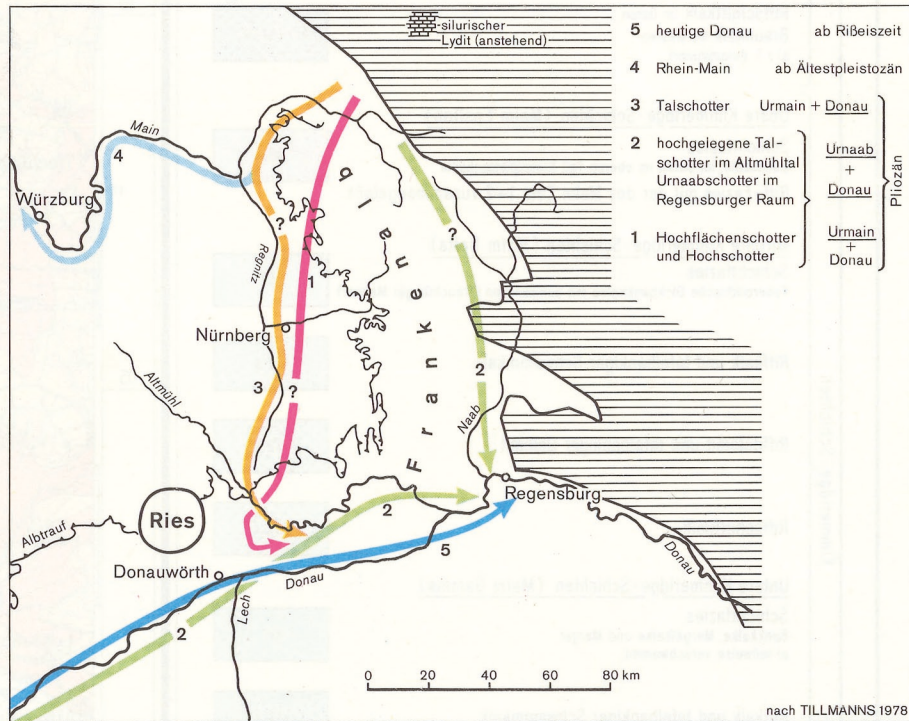 silurischer
Lydit (anstehend)
5 heutige Donau ab Rißeiszeit
4 Rhein-Main ab Ältestpleistozän
3 Talschotter Urmain + Donau
2 hochgelegene Tal-
schotter im Altmühltal
Urnaabschotter im
Regensburger Raum
Urnaab
+
Donau
1 Hochflächenschotter
und Hochschotter
Urmain
+
Donau
Pliozän
Main
4
Würzburg
?
?
Regnitz
1
Frankenalb
Nürnberg
3
?
2
Altmühl
Naab
Regensburg
Ries
Albtrauf
2
5
Donauwörth
Donau
Donau
Lech
2
0 20 40 60 80 km
nach TILLMANNS 1978